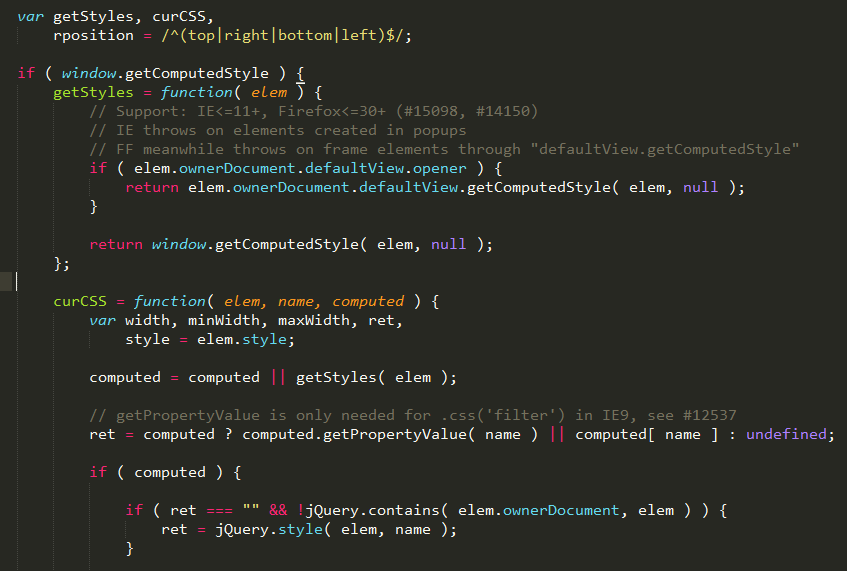 var getStyles, curCSS,
    rposition = /^(top|right|bottom|left)$/;

if ( window.getComputedStyle ) {
    getStyles = function( elem ) {
        // Support: IE<=11+, Firefox<=30+ (#15098, #14150)
        // IE throws on elements created in popups
        // FF meanwhile throws on frame elements through "defaultView.getComputedStyle"
        if ( elem.ownerDocument.defaultView.opener ) {
            return elem.ownerDocument.defaultView.getComputedStyle( elem, null );
        }

        return window.getComputedStyle( elem, null );
    };

    curCSS = function( elem, name, computed ) {
        var width, minWidth, maxWidth, ret,
            style = elem.style;

        computed = computed || getStyles( elem );

        // getPropertyValue is only needed for .css('filter') in IE9, see #12537
        ret = computed ? computed.getPropertyValue( name ) || computed[ name ] : undefined;

        if ( computed ) {

            if ( ret === "" && !jQuery.contains( elem.ownerDocument, elem ) ) {
                ret = jQuery.style( elem, name );
            }